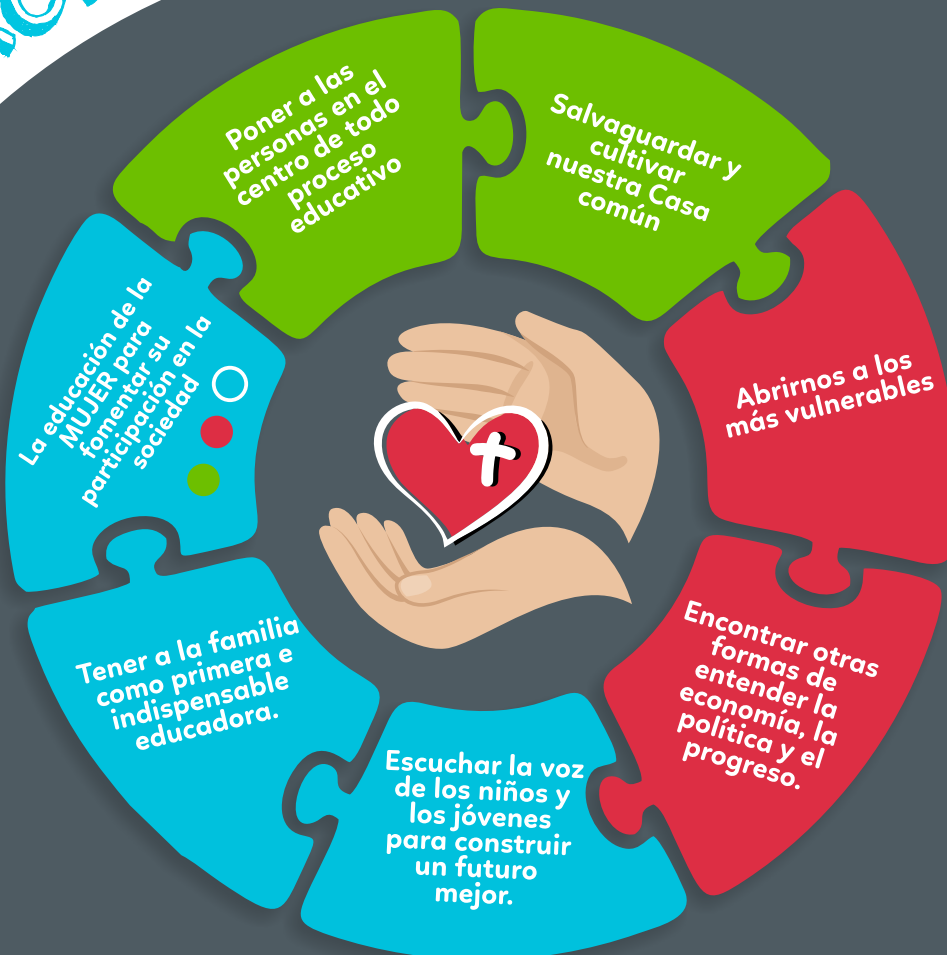 Poner a las
personas en el
centro de todo
proceso
educativo
Salvaguardar y
cultivar
nuestra Casa
común
Abrirnos a los
más vulnerables
Encontrar otras
formas de
entender la
economía, la
política y el
progreso.
Escuchar la voz
de los niños y
los jóvenes
para construir
un futuro
mejor.
Tener a la familia
como primera e
indispensable
educadora.
La educación de la
MUJER para
fomentar su
participación en la
sociedad